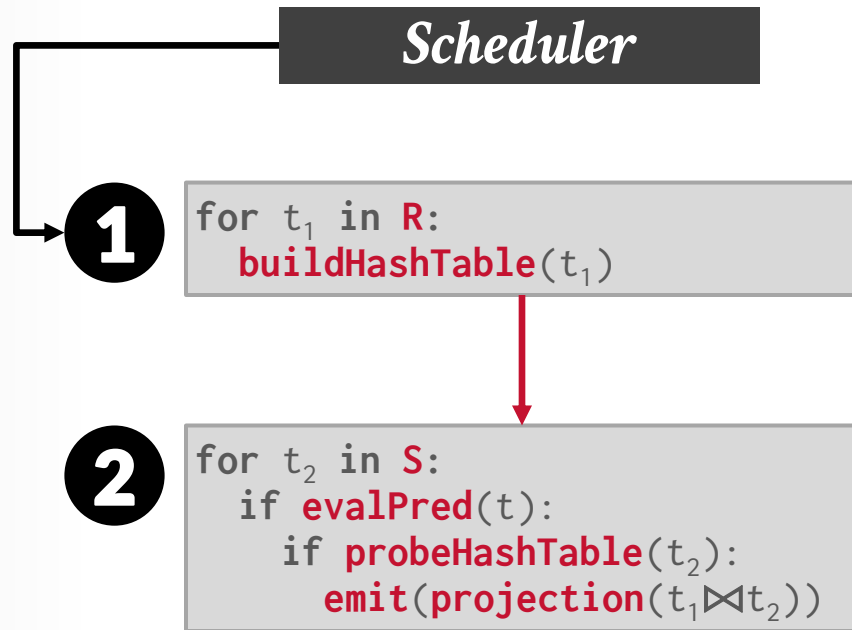 Scheduler
1
for t₁ in R:
buildHashTable(t₁)
2
for t₂ in S:
if evalPred(t):
if probeHashTable(t₂):
emit(projection(t₁⨝t₂))